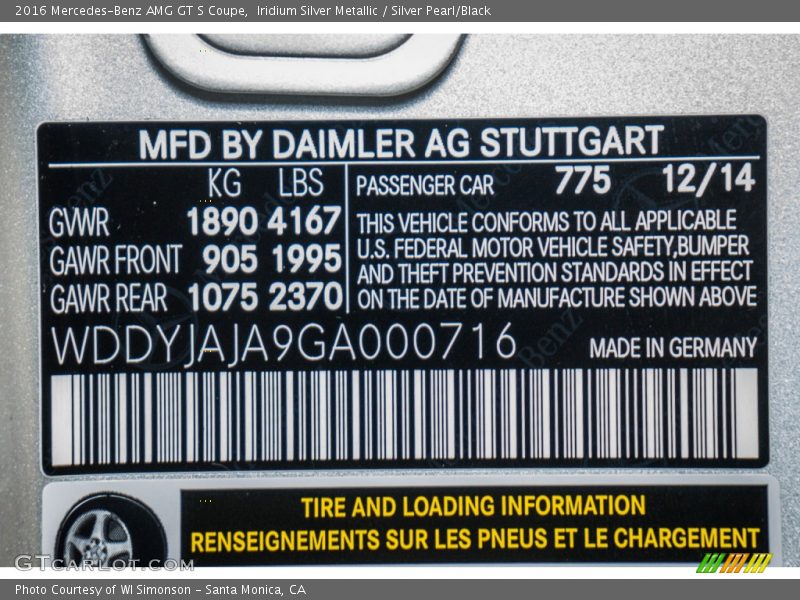 2016 Mercedes-Benz AMG GT S Coupe, Iridium Silver Metallic / Silver Pearl/Black
MFD BY DAIMLER AG STUTTGART
KG LBS
PASSENGER CAR 775 12/14
GWR 1890 4167
GAWR FRONT 905 1995
GAWR REAR 1075 2370
THIS VEHICLE CONFORMS TO ALL APPLICABLE
U.S. FEDERAL MOTOR VEHICLE SAFETY,BUMPER
AND THEFT PREVENTION STANDARDS IN EFFECT
ON THE DATE OF MANUFACTURE SHOWN ABOVE
WDDYJAJA9GA000716
MADE IN GERMANY
TIRE AND LOADING INFORMATION
RENSEIGNEMENTS SUR LES PNEUS ET LE CHARGEMENT
GTcarlot.com
Photo Courtesy of WI Simonson - Santa Monica, CA